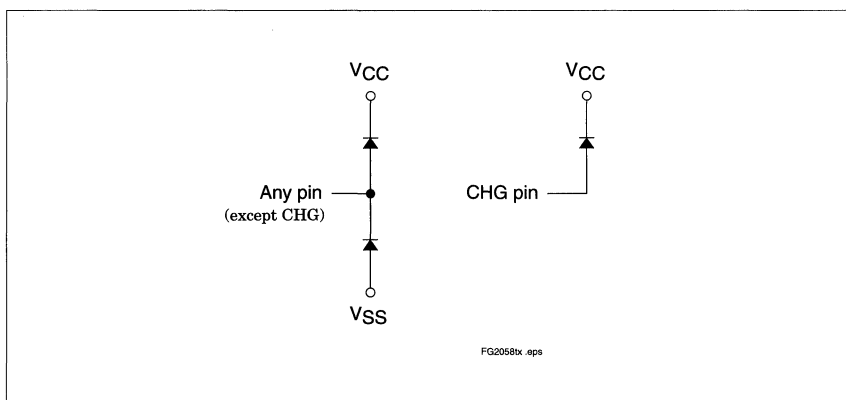 VCC
VCC
Any pin
(except CHG)
CHG pin
VSS
FG2058tx .eps